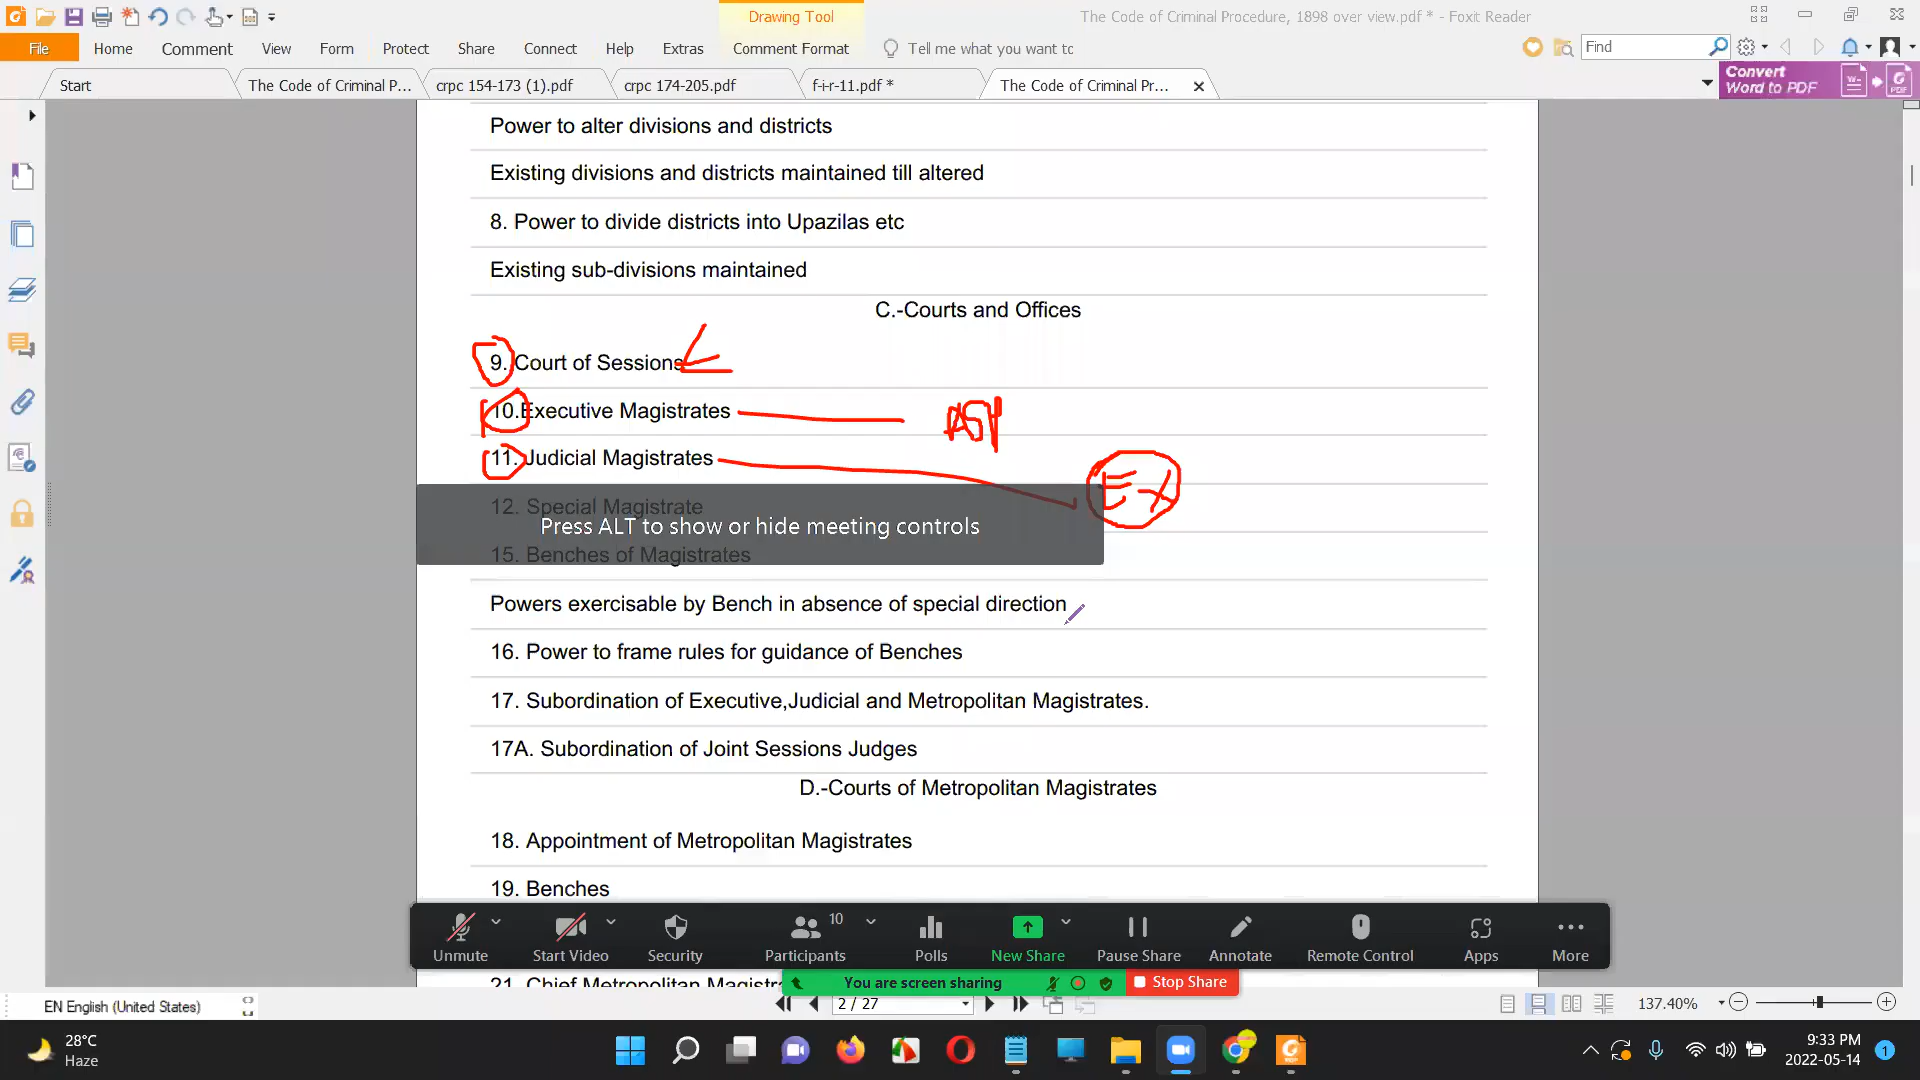 Drawing Tool
The Code of Criminal Procedure, 1898 over view.pdf * - Foxit Reader
File Home Comment View Form Protect Share Connect Help Extras Comment Format Tell me what you want to Find
Start The Code of Criminal P... crpc 154-173 (1).pdf crpc 174-205.pdf f-i-r-11.pdf * The Code of Criminal Pr...
Convert
Word to PDF
Power to alter divisions and districts
Existing divisions and districts maintained till altered
8. Power to divide districts into Upazilas etc
Existing sub-divisions maintained
C.-Courts and Offices
9. Court of Sessions
10.Executive Magistrates
11. Judicial Magistrates
EX
12. Special Magistrate
Press ALT to show or hide meeting controls
15. Benches of Magistrates
Powers exercisable by Bench in absence of special direction
16. Power to frame rules for guidance of Benches
17. Subordination of Executive,Judicial and Metropolitan Magistrates.
17A. Subordination of Joint Sessions Judges
D.-Courts of Metropolitan Magistrates
18. Appointment of Metropolitan Magistrates
19. Benches
10
Unmute Start Video Security Participants Polls New Share Pause Share Annotate Remote Control Apps More
21. Chief Metropolitan Magistr
You are screen sharing Stop Share
EN English (United States)
2 / 27
137.40%
28°C
Haze
9:33 PM
2022-05-14
1